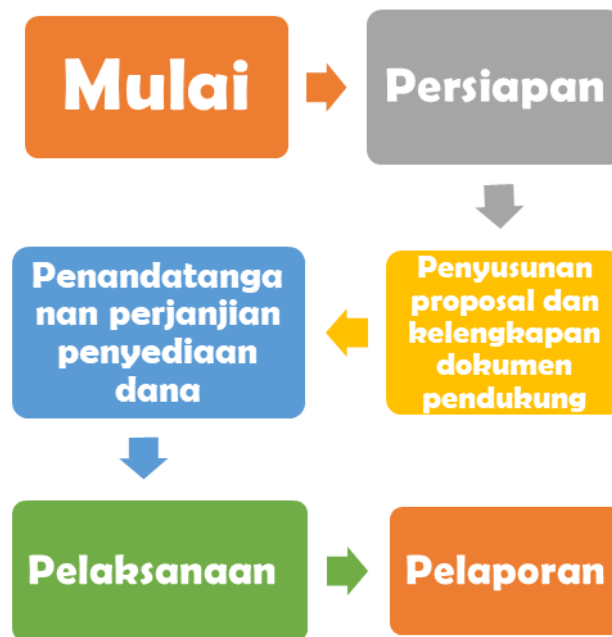 Mulai
Persiapan
Penyusunan
proposal dan
kelengkapan
dokumen
pendukung
Penandatanga
nan perjanjian
penyediaan
dana
Pelaksanaan
Pelaporan